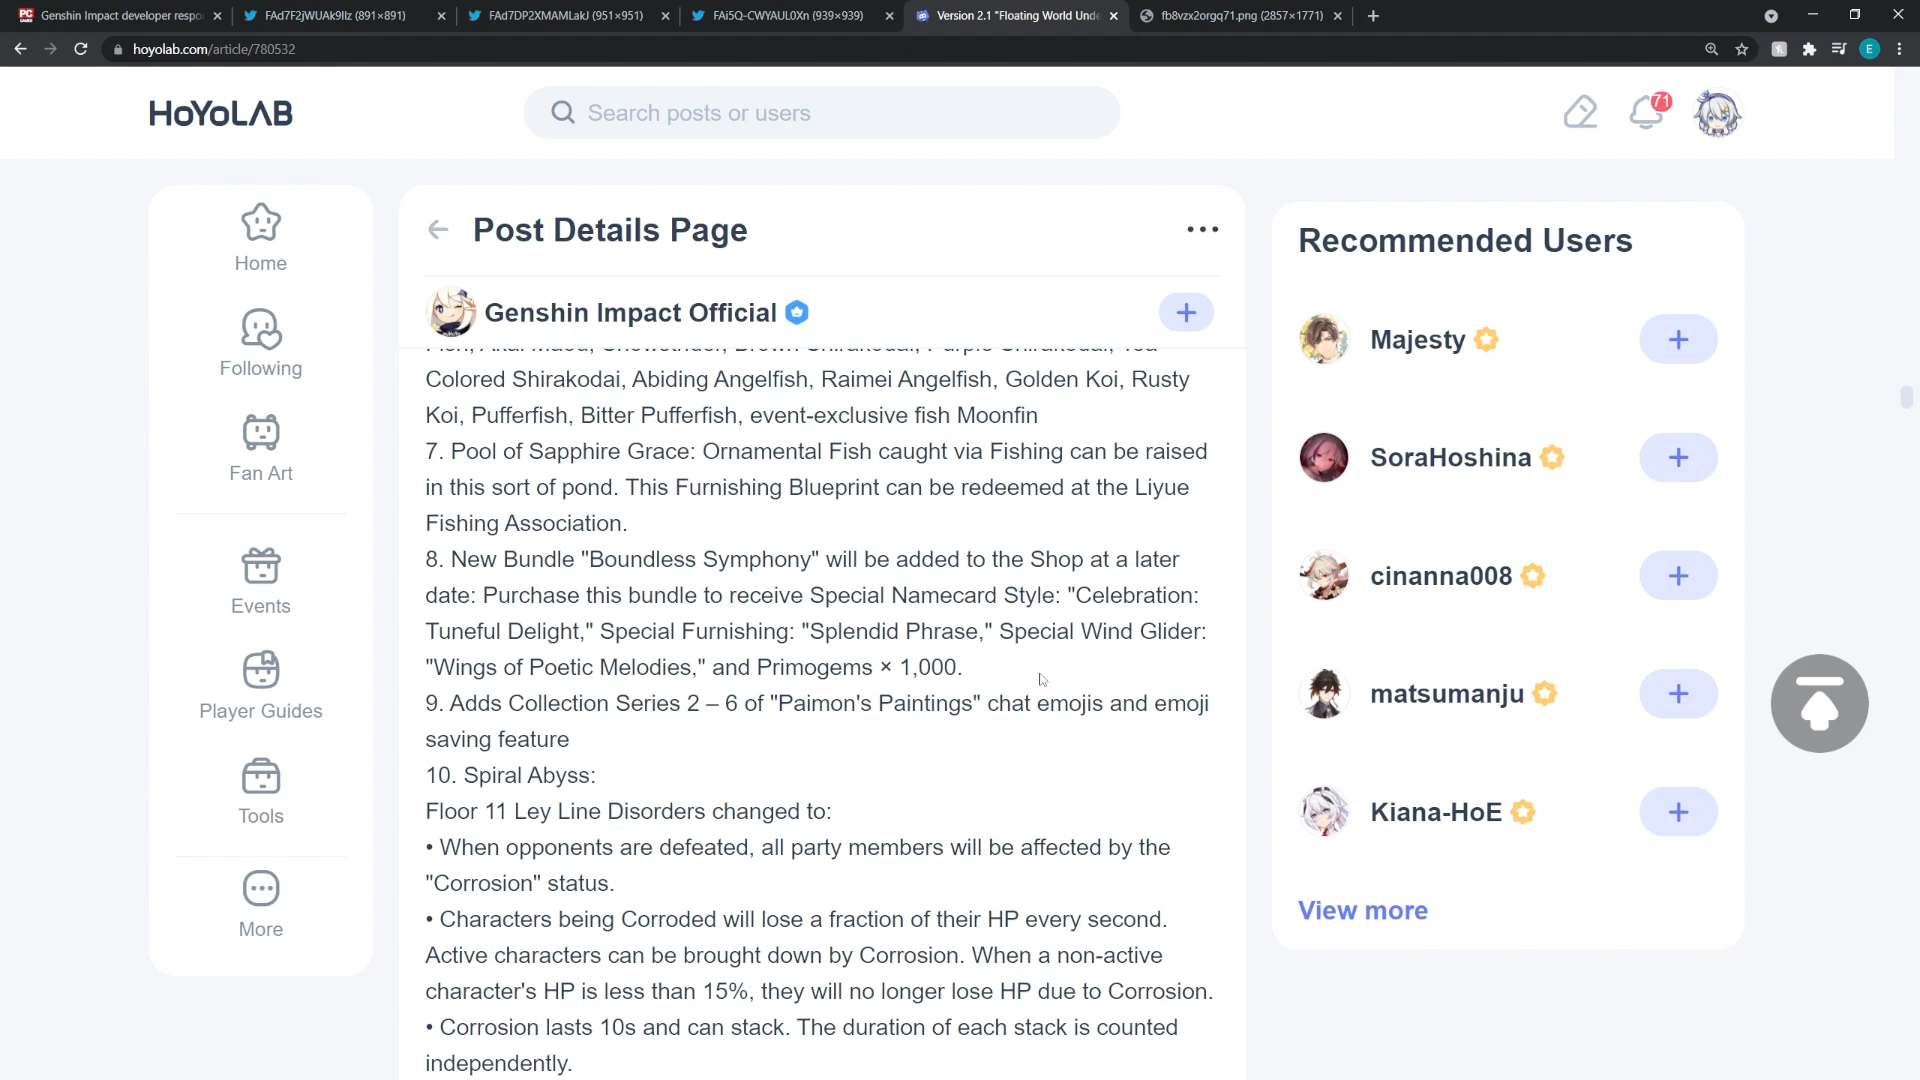 Genshin Impact developer respo
FAd7F2jWUAk9llz (891×891)
FAd7DP2XMAMLakJ (951×951)
FAi5Q-CWYAUL0Xn (939×939)
Version 2.1 "Floating World Unde
fb8vzx2orgq71.png (2857×1771)
hoyolab.com/article/780532
E
HoYoLAB
Search posts or users
71
Home
Following
Fan Art
Events
Player Guides
Tools
More
Post Details Page
Genshin Impact Official
Colored Shirakodai, Abiding Angelfish, Raimei Angelfish, Golden Koi, Rusty
Koi, Pufferfish, Bitter Pufferfish, event-exclusive fish Moonfin
7. Pool of Sapphire Grace: Ornamental Fish caught via Fishing can be raised
in this sort of pond. This Furnishing Blueprint can be redeemed at the Liyue
Fishing Association.
8. New Bundle "Boundless Symphony" will be added to the Shop at a later
date: Purchase this bundle to receive Special Namecard Style: "Celebration:
Tuneful Delight," Special Furnishing: "Splendid Phrase," Special Wind Glider:
"Wings of Poetic Melodies," and Primogems × 1,000.
9. Adds Collection Series 2 – 6 of "Paimon's Paintings" chat emojis and emoji
saving feature
10. Spiral Abyss:
Floor 11 Ley Line Disorders changed to:
• When opponents are defeated, all party members will be affected by the
"Corrosion" status.
• Characters being Corroded will lose a fraction of their HP every second.
Active characters can be brought down by Corrosion. When a non-active
character's HP is less than 15%, they will no longer lose HP due to Corrosion.
• Corrosion lasts 10s and can stack. The duration of each stack is counted
independently.
Recommended Users
Majesty
SoraHoshina
cinanna008
matsumanju
Kiana-HoE
View more